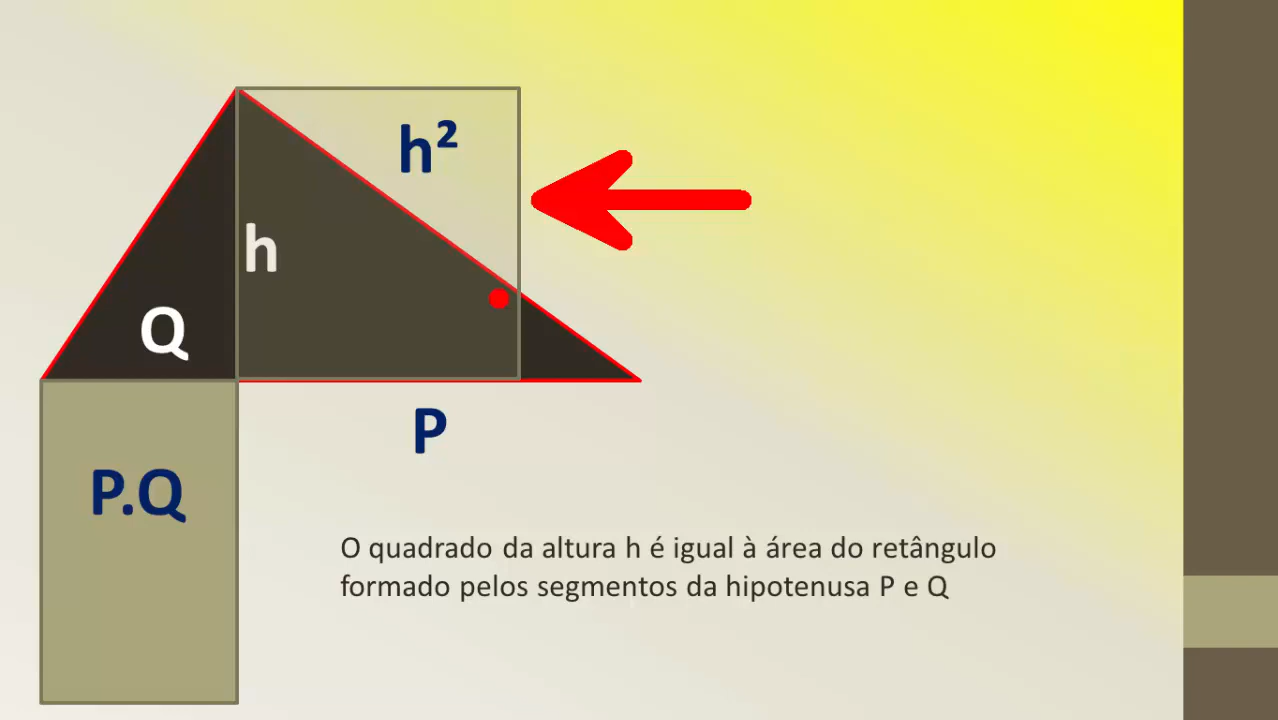 h²
h
Q
P
P.Q
O quadrado da altura h é igual à área do retângulo
formado pelos segmentos da hipotenusa P e Q